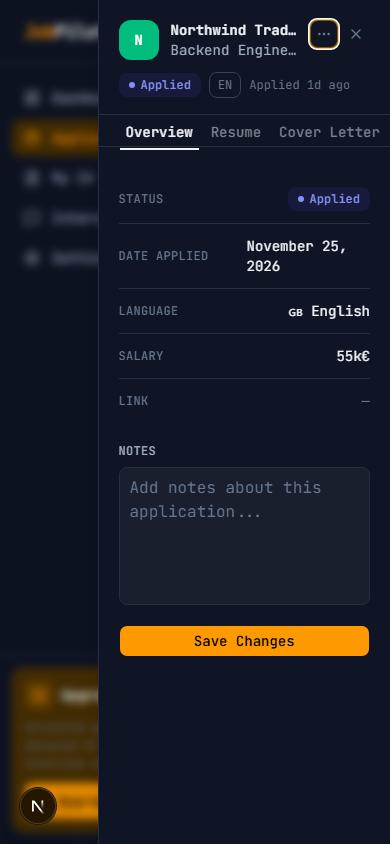 N
Northwind Trad…
Backend Engine…
Applied
EN
Applied 1d ago
Overview
Resume
Cover Letter
STATUS
Applied
DATE APPLIED
November 25,
2026
LANGUAGE
GB English
SALARY
55k€
LINK
—
NOTES
Add notes about this
application...
Save Changes
N